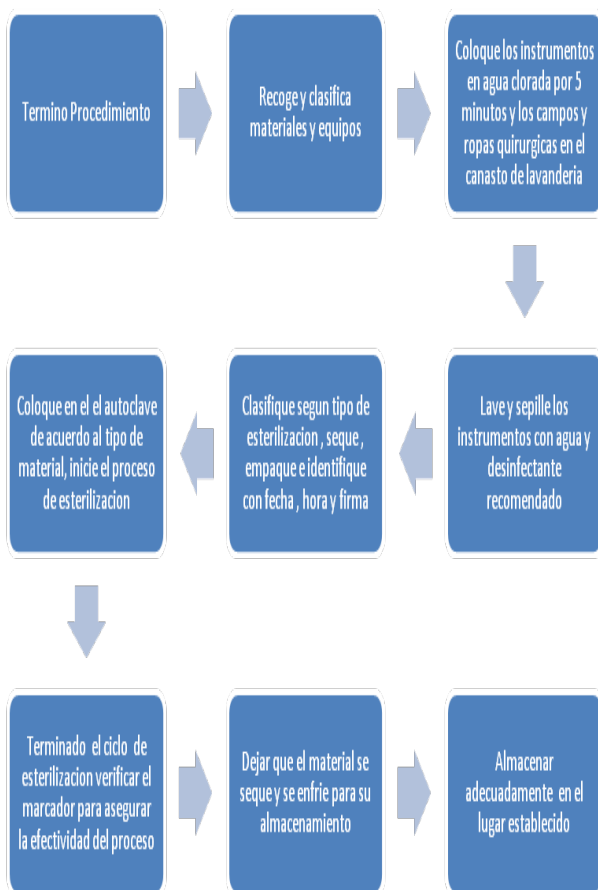 Termino Procedimiento
Recoge y clasifica
materiales y equipos
Coloque los instrumentos
en agua clorada por 5
minutos y los campos y
ropas quirurgicas en el
canasto de lavanderia
Lave y sepille los
instrumentos con agua y
desinfectante
recomendado
Clasifique segun tipo de
esterilizacion , seque ,
empaque e identifique
con fecha , hora y firma
Coloque en el el autoclave
de acuerdo al tipo de
material, inicie el proceso
de esterilizacion
Terminado el ciclo de
esterilizacion verificar el
marcador para asegurar
la efectividad del proceso
Dejar que el material se
seque y se enfrie para su
almacenamiento
Almacenar
adecuadamente en el
lugar establecido